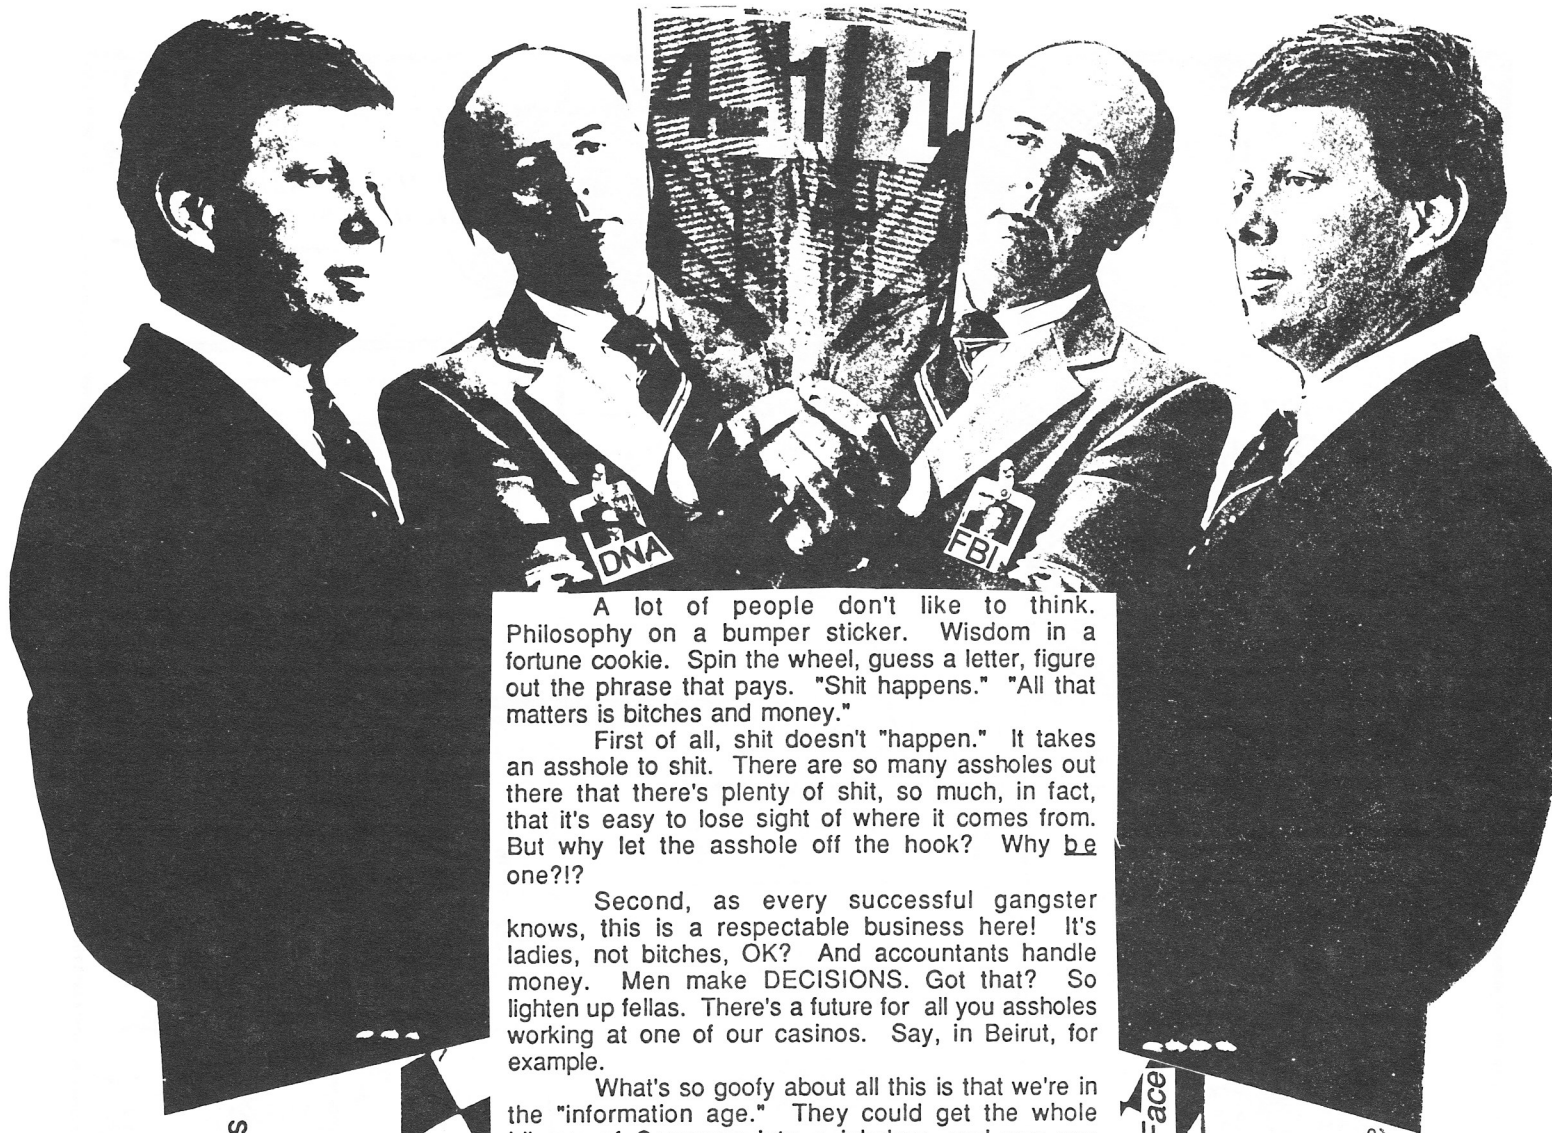 4 1 1
DNA
FBI
A lot of people don't like to think.
Philosophy on a bumper sticker. Wisdom in a
fortune cookie. Spin the wheel, guess a letter, figure
out the phrase that pays. "Shit happens." "All that
matters is bitches and money."
First of all, shit doesn't "happen." It takes
an asshole to shit. There are so many assholes out
there that there's plenty of shit, so much, in fact,
that it's easy to lose sight of where it comes from.
But why let the asshole off the hook? Why be
one?!?
Second, as every successful gangster
knows, this is a respectable business here! It's
ladies, not bitches, OK? And accountants handle
money. Men make DECISIONS. Got that? So
lighten up fellas. There's a future for all you assholes
working at one of our casinos. Say, in Beirut, for
example.
What's so goofy about all this is that we're in
the "information age." They could get the whole
Face
s